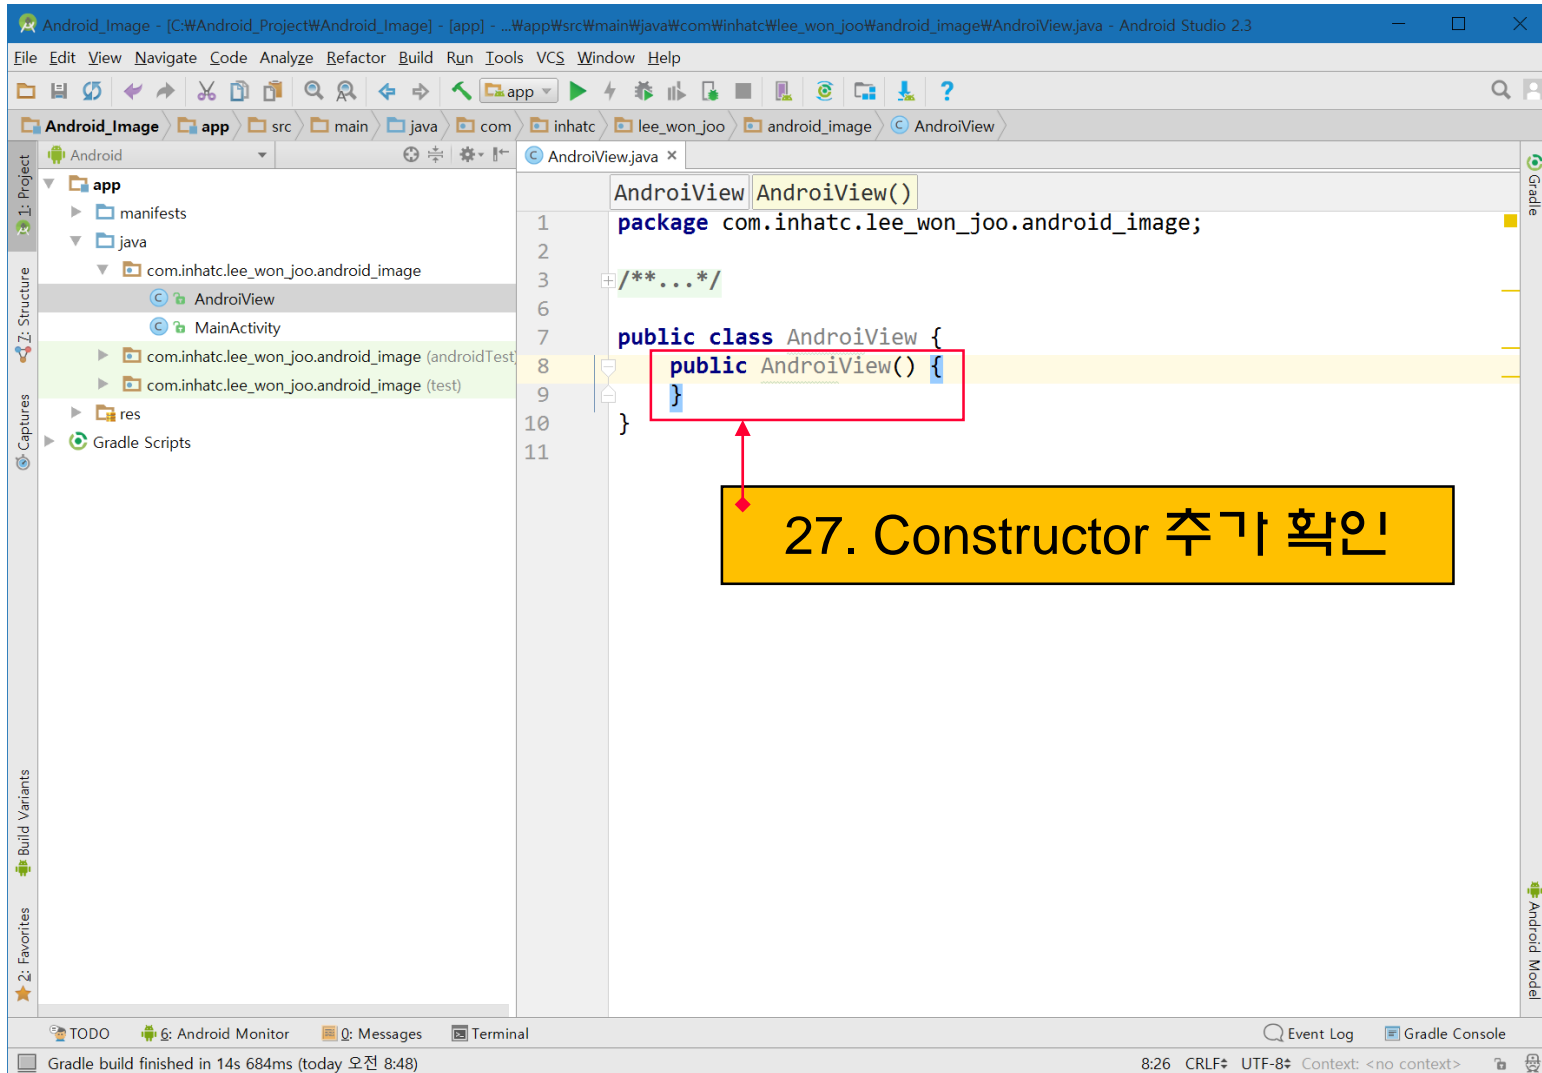 Android_Image - [C:₩Android_Project₩Android_Image] - [app] - ...₩app₩src₩main₩java₩com₩inhatc₩lee_won_joo₩android_image₩AndroiView.java - Android Studio 2.3
File Edit View Navigate Code Analyze Refactor Build Run Tools VCS Window Help
app
Android_Image app src main java com inhatc lee_won_joo android_image AndroiView
1: Project
Z: Structure
Captures
Build Variants
2: Favorites
Android
app
manifests
java
com.inhatc.lee_won_joo.android_image
AndroiView
MainActivity
com.inhatc.lee_won_joo.android_image (androidTest
com.inhatc.lee_won_joo.android_image (test)
res
Gradle Scripts
AndroiView.java
AndroiView AndroiView()
1 package com.inhatc.lee_won_joo.android_image;
2
3 /**...*/
6
7 public class AndroiView {
8 public AndroiView() {
9 }
10 }
11
27. Constructor 추가 확인
Gradle
Android Model
TODO 6: Android Monitor 0: Messages Terminal Event Log Gradle Console
Gradle build finished in 14s 684ms (today 오전 8:48) 8:26 CRLF UTF-8 Context: <no context>